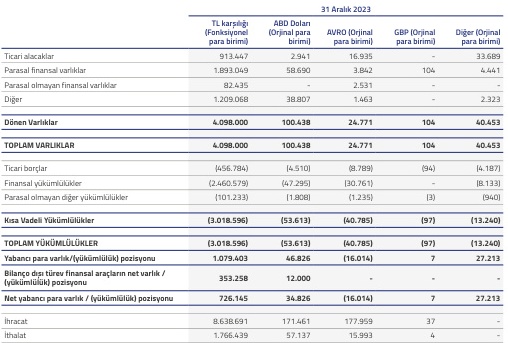 31 Aralık 2023
TL karşılığı (Fonksiyonel para birimi) ABD Doları (Orjinal para birimi) AVRO (Orjinal para birimi) GBP (Orjinal para birimi) Diğer (Orjinal para birimi)
Ticari alacaklar 913.447 2.941 16.935 - 33.689
Parasal finansal varlıklar 1.893.049 58.690 3.842 104 4.441
Parasal olmayan finansal varlıklar 82.435 - 2.531 - -
Diğer 1.209.068 38.807 1.463 - 2.323
Dönen Varlıklar 4.098.000 100.438 24.771 104 40.453
TOPLAM VARLIKLAR 4.098.000 100.438 24.771 104 40.453
Ticari borçlar (456.784) (4.510) (8.789) (94) (4.187)
Finansal yükümlülükler (2.460.579) (47.295) (30.761) - (8.133)
Parasal olmayan diğer yükümlülükler (101.233) (1.808) (1.235) (3) (940)
Kısa Vadeli Yükümlülükler (3.018.596) (53.613) (40.785) (97) (13.240)
TOPLAM YÜKÜMLÜLÜKLER (3.018.596) (53.613) (40.785) (97) (13.240)
Yabancı para varlık/(yükümlülük) pozisyonu 1.079.403 46.826 (16.014) 7 27.213
Bilanço dışı türev finansal araçların net varlık / (yükümlülük) pozisyonu 353.258 12.000 - - -
Net yabancı para varlık / (yükümlülük) pozisyonu 726.145 34.826 (16.014) 7 27.213
İhracat 8.638.691 171.461 177.959 37 -
İthalat 1.766.439 57.137 15.993 4 -